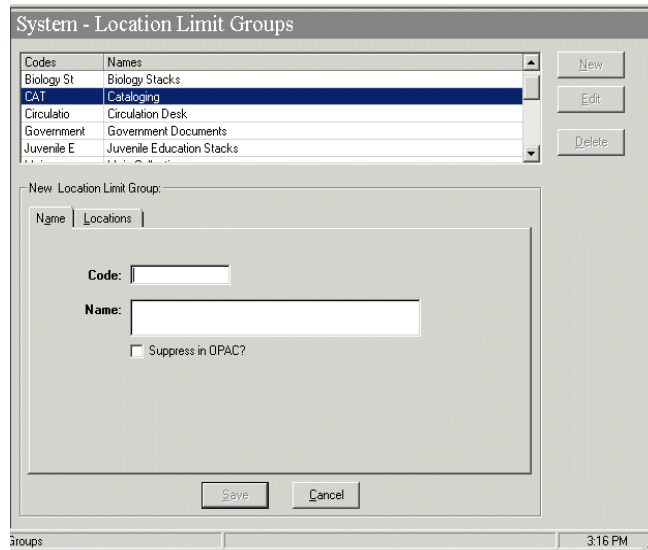 System - Location Limit Groups
Codes Names
Biology St Biology Stacks
CAT Cataloging
Circulatio Circulation Desk
Government Government Documents
Juvenile E Juvenile Education Stacks
New
Edit
Delete
New Location Limit Group:
Name Locations
Code:
Name:
Suppress in OPAC?
Save Cancel
Groups 3:16 PM